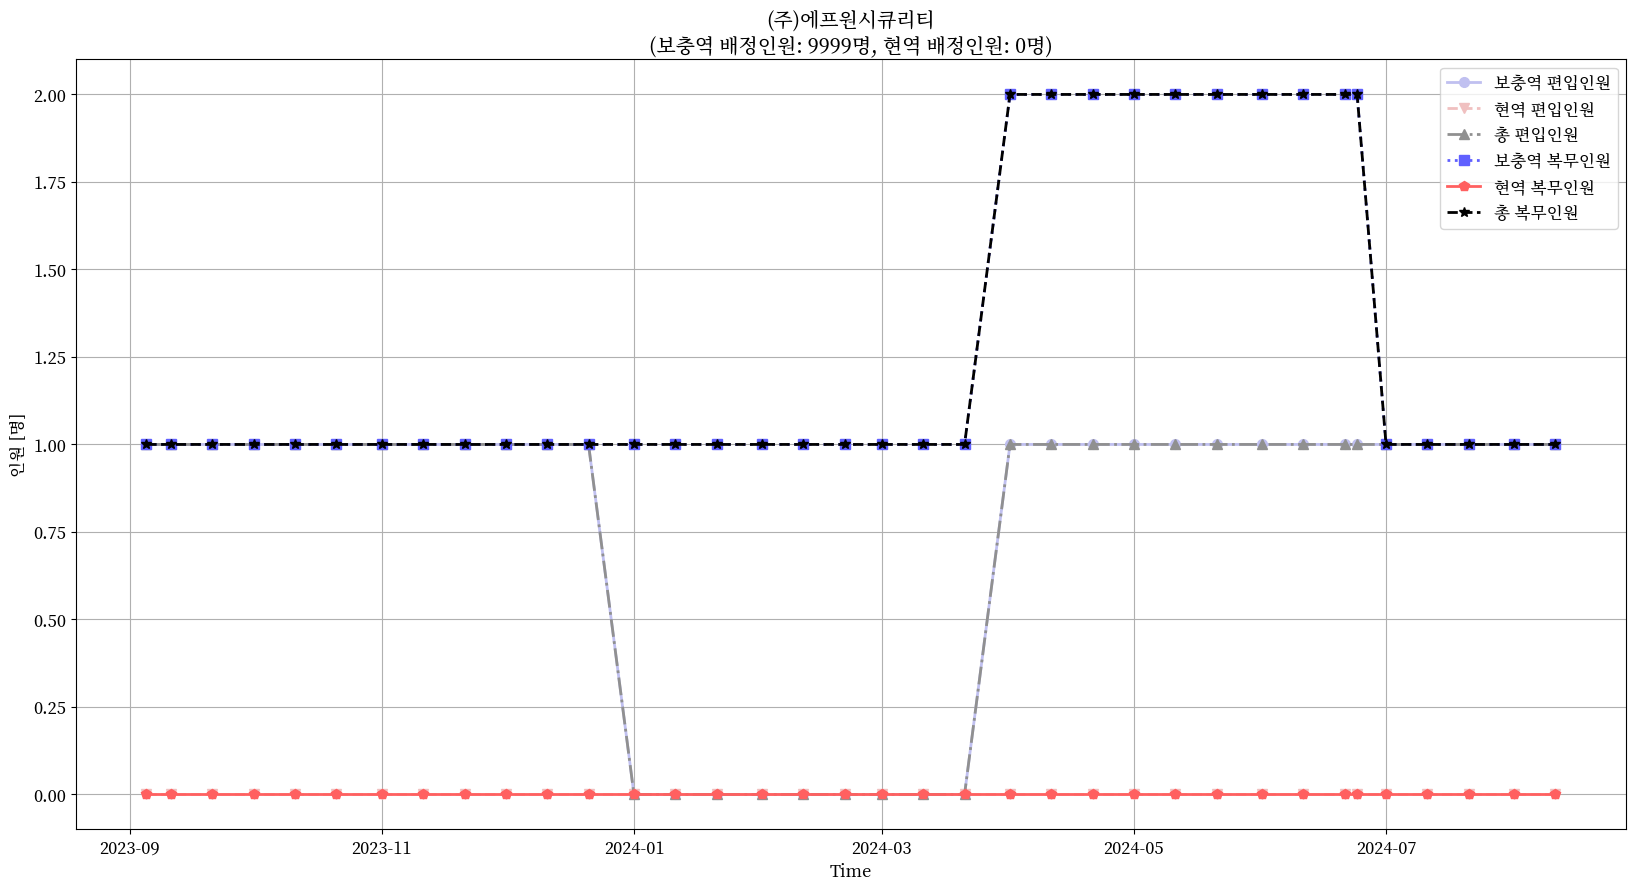 (주)에프원시큐리티
(보충역 배정인원: 9999명, 현역 배정인원: 0명)
2.00
1.75
1.50
1.25
1.00
0.75
0.50
0.25
0.00
인원 [명]
보충역 편입인원
현역 편입인원
총 편입인원
보충역 복무인원
현역 복무인원
총 복무인원
2023-09
2023-11
2024-01
2024-03
2024-05
2024-07
Time